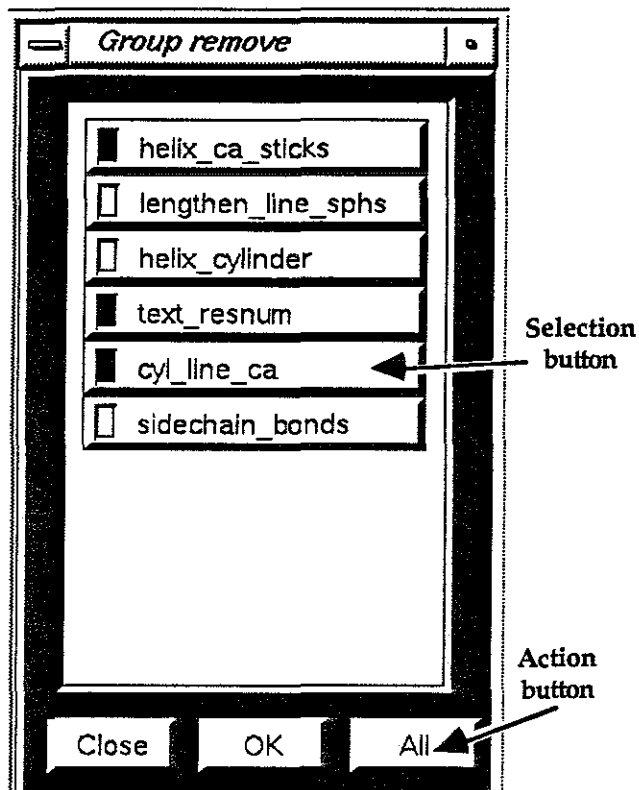 Group remove
helix_ca_sticks
lengthen_line_sphs
helix_cylinder
text_resnum
cyl_line_ca
sidechain_bonds
Selection
button
Action
button
Close
OK
All